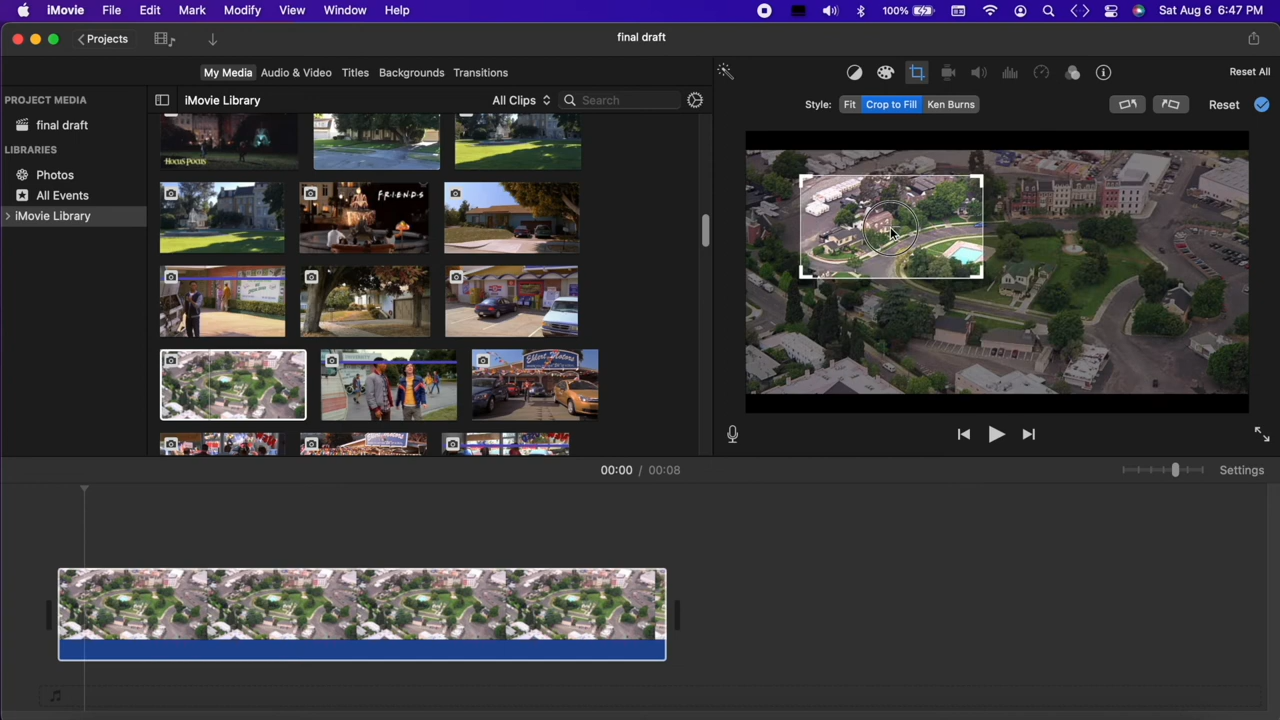 iMovie File Edit Mark Modify View Window Help 100% Sat Aug 6 6:47 PM
Projects final draft
My Media Audio & Video Titles Backgrounds Transitions Reset All
PROJECT MEDIA iMovie Library All Clips Search Style: Fit Crop to Fill Ken Burns Reset
final draft
LIBRARIES
Photos
All Events
iMovie Library
HOCUS POCUS
FRIENDS
Ekkert Motors
00:00 / 00:08 Settings